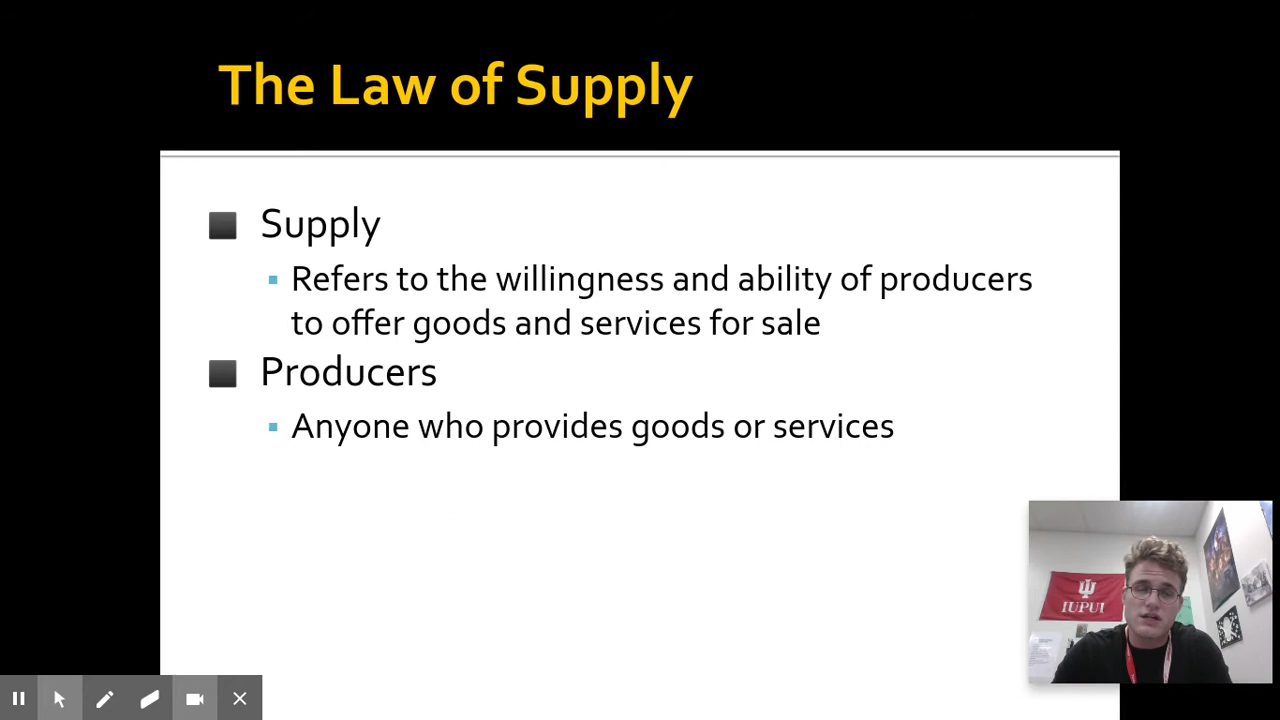 The Law of Supply
Supply
Refers to the willingness and ability of producers
to offer goods and services for sale
Producers
Anyone who provides goods or services
IUPUI